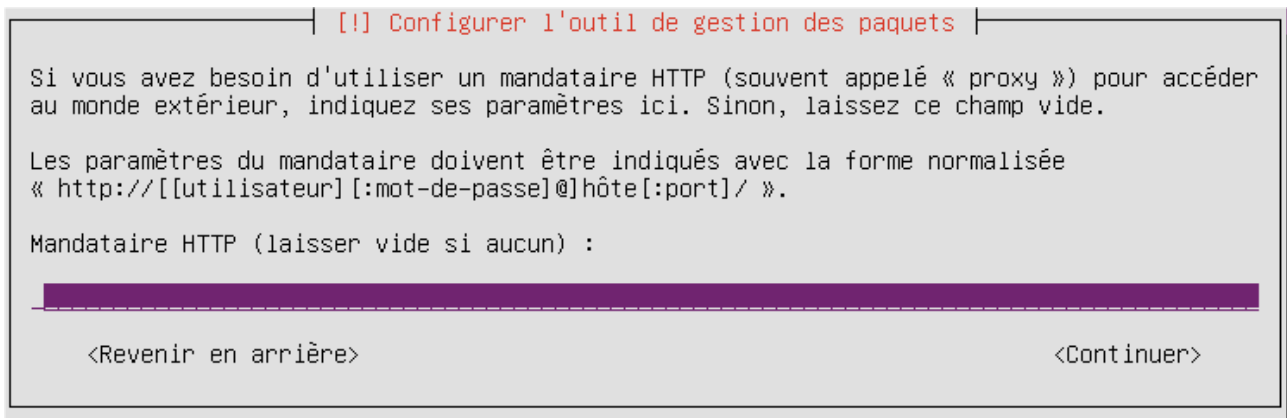 [!] Configurer l'outil de gestion des paquets
Si vous avez besoin d'utiliser un mandataire HTTP (souvent appelé « proxy ») pour accéder
au monde extérieur, indiquez ses paramètres ici. Sinon, laissez ce champ vide.
Les paramètres du mandataire doivent être indiqués avec la forme normalisée
« http://[[utilisateur][:mot-de-passe]@]hôte[:port]/ ».
Mandataire HTTP (laisser vide si aucun) :
<Revenir en arrière> <Continuer>